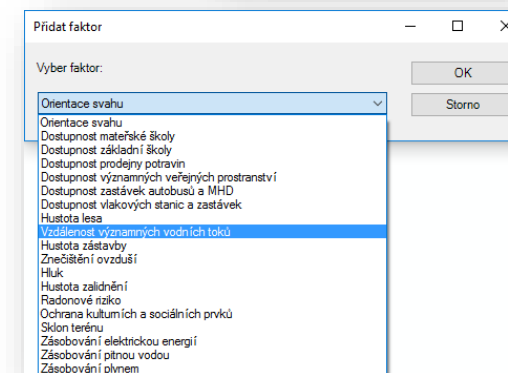 Přidat faktor
Vyber faktor:
OK
Orientace svahu
Storno
Orientace svahu
Dostupnost mateřské školy
Dostupnost základní školy
Dostupnost prodejny potravin
Dostupnost významných veřejných prostranství
Dostupnost zastávek autobusů a MHD
Dostupnost vlakových stanic a zastávek
Hustota lesa
Vzdálenost významných vodních toků
Hustota zástavby
Znečištění ovzduší
Hluk
Hustota zalidnění
Radonové riziko
Ochrana kulturních a sociálních prvků
Sklon terénu
Zásobování elektrickou energií
Zásobování pitnou vodou
Zásobování plynem